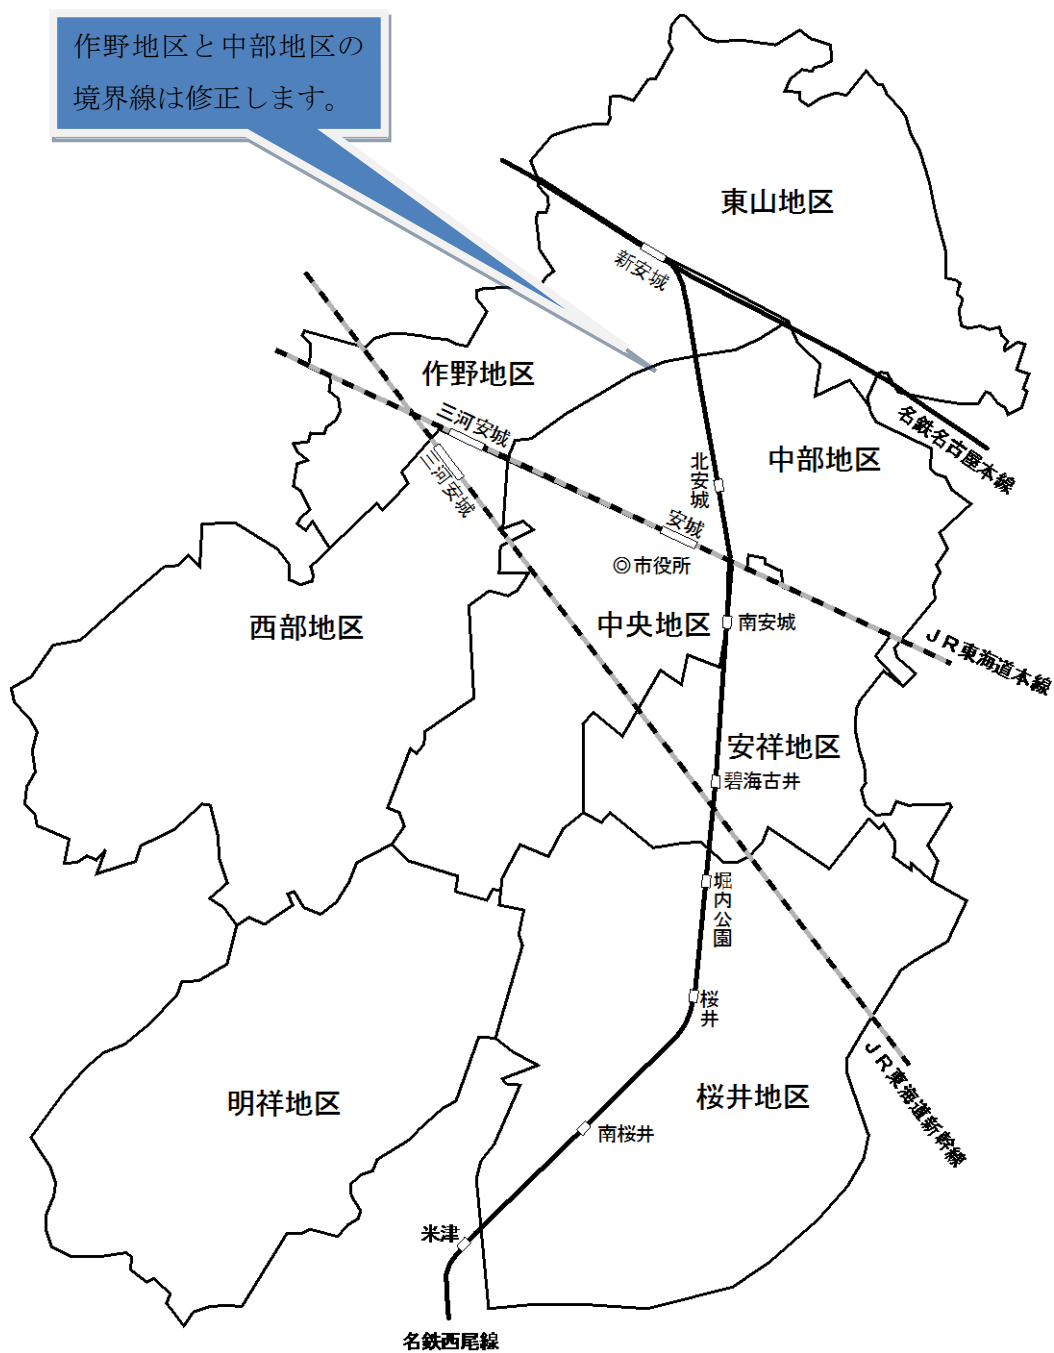 作野地区と中部地区の
境界線は修正します。
東山地区
新安城
作野地区
三河安城
三河安城
名鉄名古屋本線
中部地区
北安城
安城
◎市役所
西部地区
中央地区
南安城
JR東海道本線
安祥地区
碧海古井
堀内公園
桜井
明祥地区
桜井地区
JR東海道新幹線
南桜井
米津
名鉄西尾線